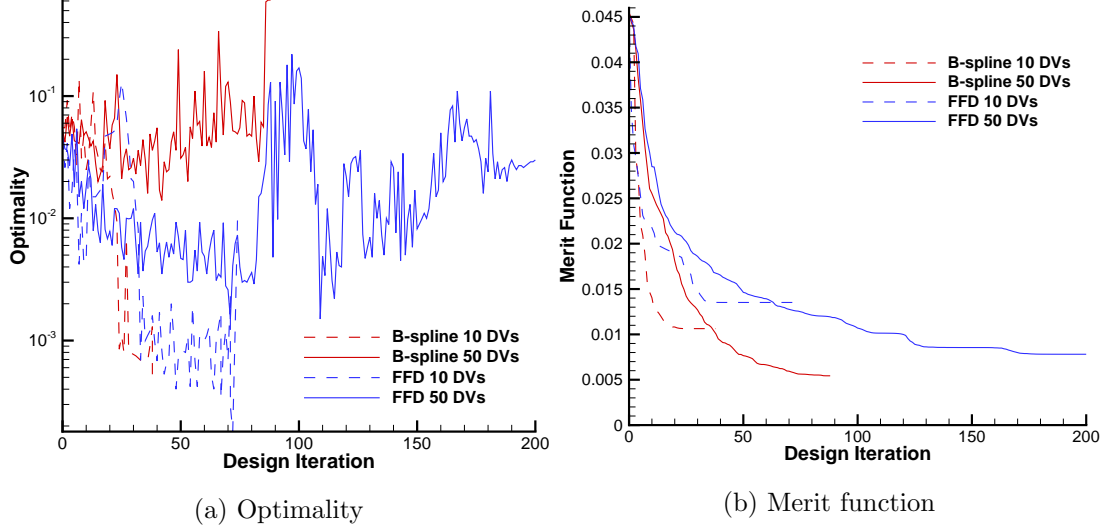 Optimality
10^-1
10^-2
10^-3
0
50
100
150
200
Design Iteration
B-spline 10 DVs
B-spline 50 DVs
FFD 10 DVs
FFD 50 DVs
(a) Optimality
Merit Function
0.045
0.04
0.035
0.03
0.025
0.02
0.015
0.01
0.005
0
0
50
100
150
200
Design Iteration
B-spline 10 DVs
B-spline 50 DVs
FFD 10 DVs
FFD 50 DVs
(b) Merit function